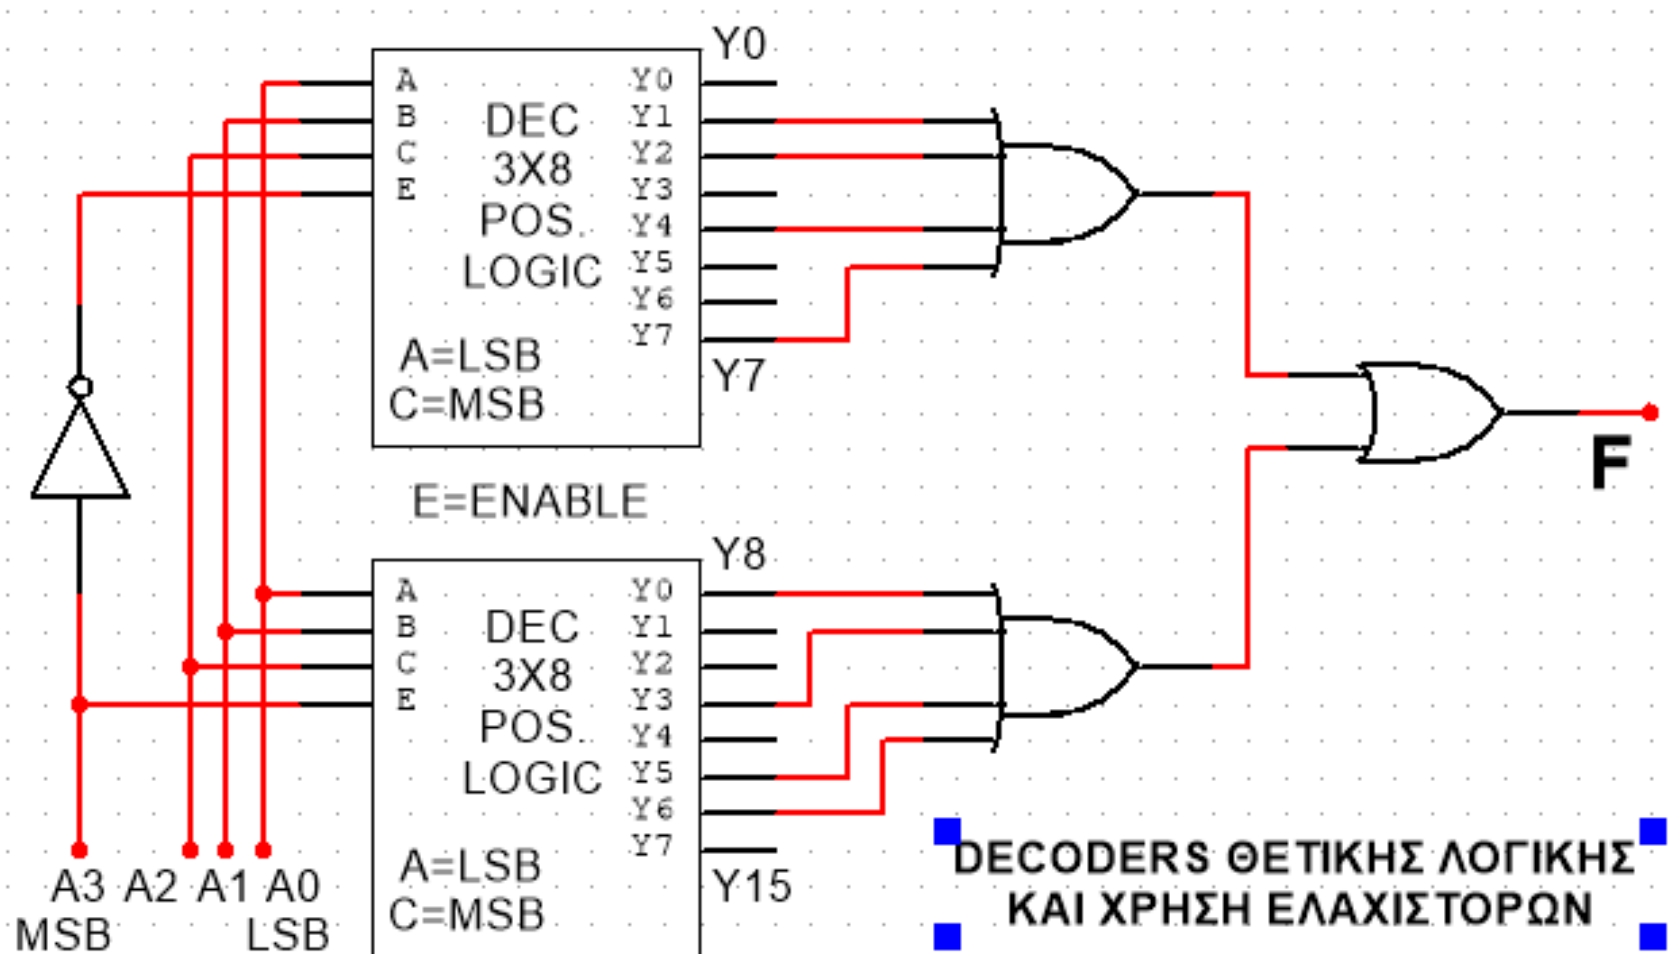 Y0
A Y0
B DEC Y1
C 3X8 Y2
E Y3
POS. Y4
LOGIC Y5
Y6
Y7
A=LSB
C=MSB
Y7
F
E=ENABLE
Y8
A Y0
B DEC Y1
C 3X8 Y2
E Y3
POS. Y4
LOGIC Y5
Y6
Y7
A=LSB
C=MSB
Y15
A3 A2 A1 A0
MSB LSB
DECODERS ΘΕΤΙΚΗΣ ΛΟΓΙΚΗΣ
ΚΑΙ ΧΡΗΣΗ ΕΛΑΧΙΣΤΟΡΩΝ